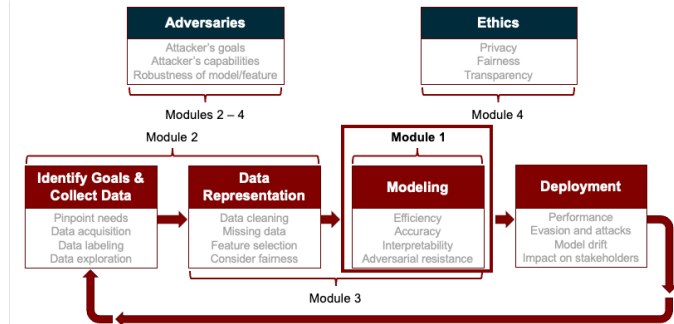 Adversaries
Attacker's goals
Attacker's capabilities
Robustness of model/feature
Ethics
Privacy
Fairness
Transparency
Modules 2 – 4
Module 4
Module 2
Module 1
Identify Goals &
Collect Data
Pinpoint needs
Data acquisition
Data labeling
Data exploration
Data
Representation
Data cleaning
Missing data
Feature selection
Consider fairness
Modeling
Efficiency
Accuracy
Interpretability
Adversarial resistance
Deployment
Performance
Evasion and attacks
Model drift
Impact on stakeholders
Module 3